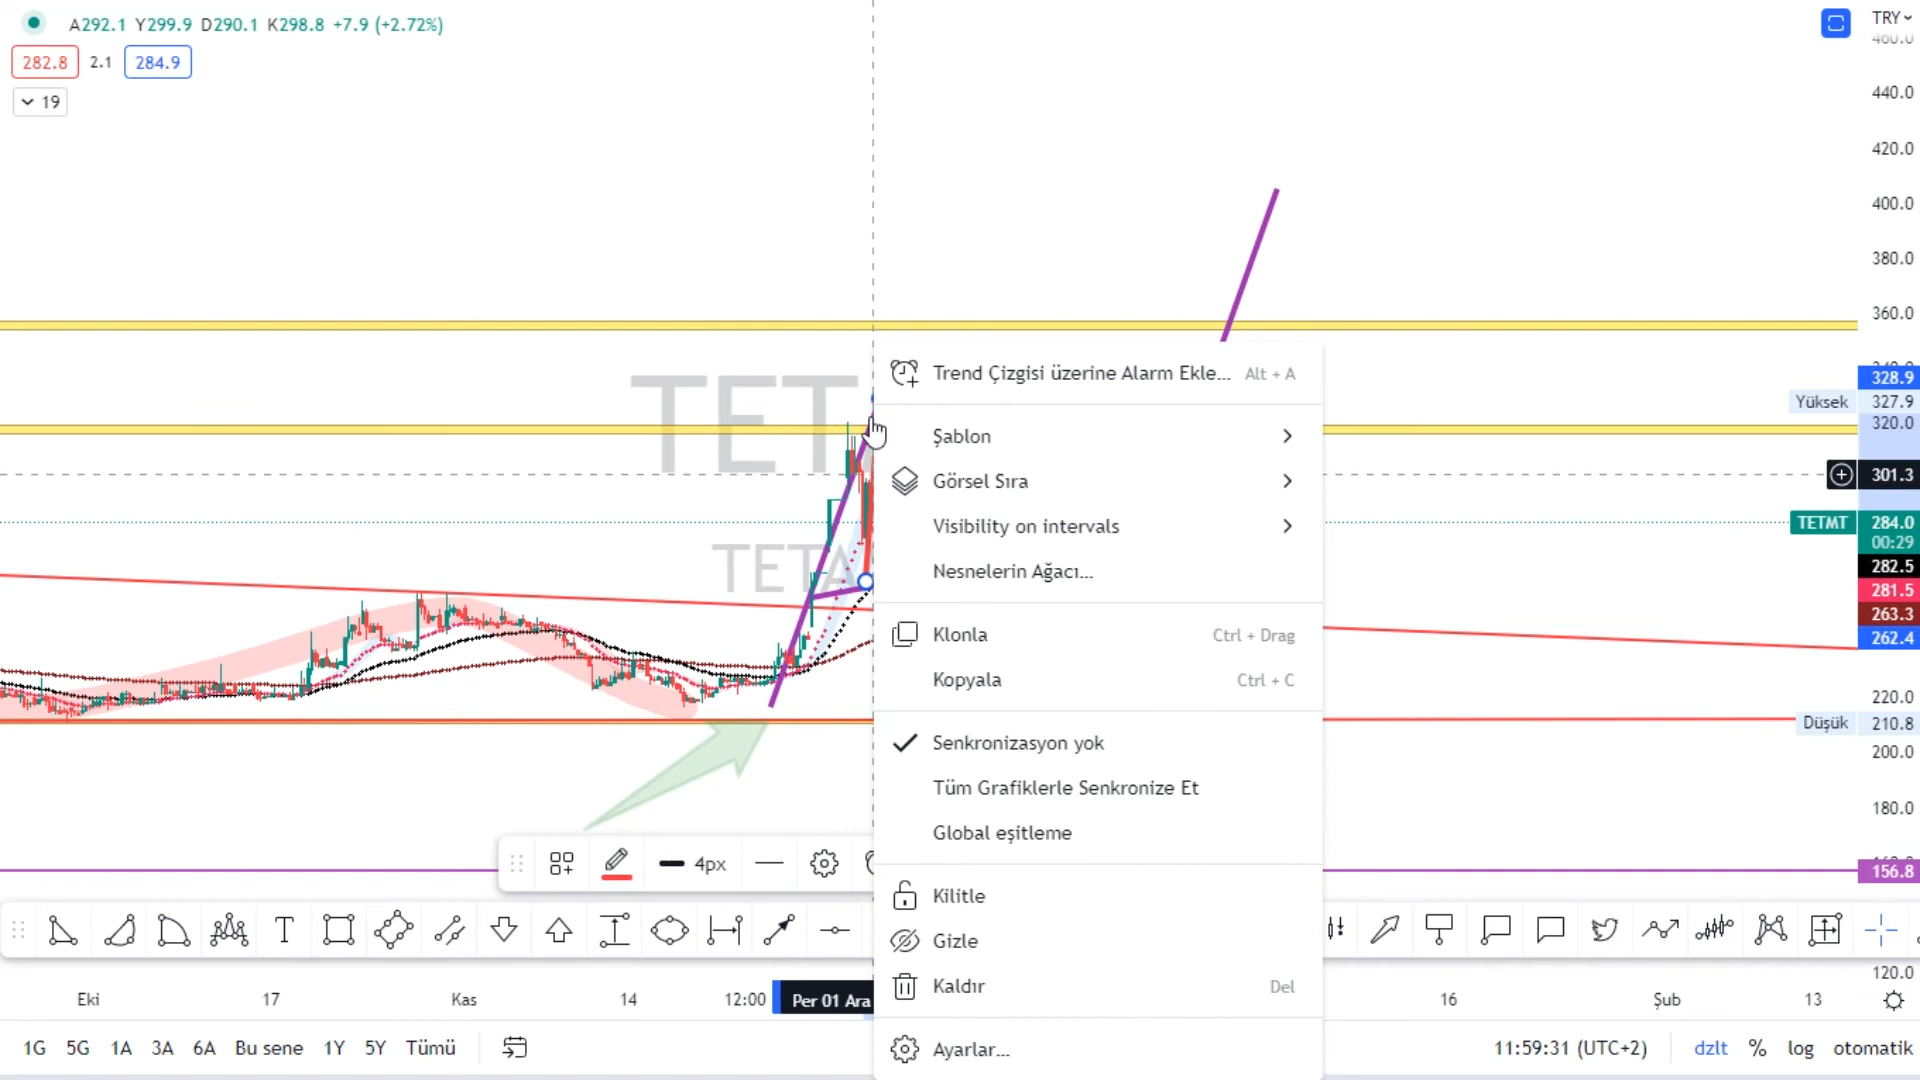 A292.1 Y299.9 D290.1 K298.8 +7.9 (+2.72%)
282.8 2.1 284.9
19
TRY
460.0
440.0
420.0
400.0
380.0
360.0
328.9
Yüksek 327.9
320.0
301.3
TETMT 284.0
00:29
282.5
281.5
263.3
262.4
220.0
Düşük 210.8
200.0
180.0
156.8
120.0
TET
TETA
Trend Çizgisi üzerine Alarm Ekle... Alt + A
Şablon
Görsel Sıra
Visibility on intervals
Nesnelerin Ağacı...
Klonla Ctrl + Drag
Kopyala Ctrl + C
Senkronizasyon yok
Tüm Grafiklerle Senkronize Et
Global eşitleme
Kilitle
Gizle
Kaldır Del
Ayarlar...
4px
T
Eki 17 Kas 14 12:00 Per 01 Ara 16 Şub 13
1G 5G 1A 3A 6A Bu sene 1Y 5Y Tümü
11:59:31 (UTC+2) dzlt % log otomatik